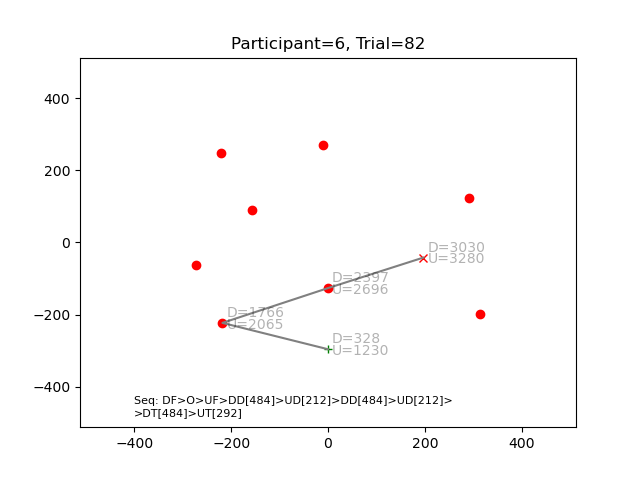 Participant=6, Trial=82
400
200
0
−200
−400
D=3030
U=3280
D=2397
U=2696
D=1766
U=2065
D=328
U=1230
Seq: DF>O>UF>DD[484]>UD[212]>DD[484]>UD[212]>
>DT[484]>UT[292]
−400 −200 0 200 400